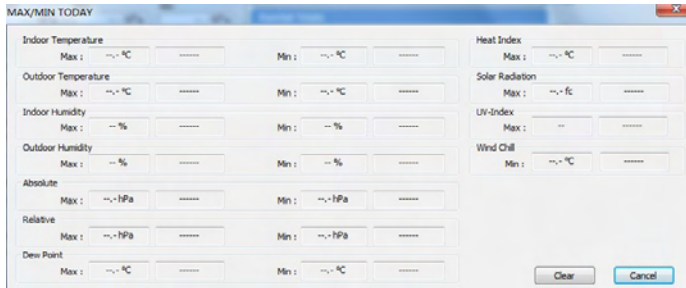 MAX/MIN TODAY
Indoor Temperature
Max : --.- ºC ------ Min : --.- ºC ------
Outdoor Temperature
Max : --.- ºC ------ Min : --.- ºC ------
Indoor Humidity
Max : -- % ------ Min : -- % ------
Outdoor Humidity
Max : -- % ------ Min : -- % ------
Absolute
Max : --.- hPa ------ Min : --.- hPa ------
Relative
Max : --.- hPa ------ Min : --.- hPa ------
Dew Point
Max : --.- ºC ------ Min : --.- ºC ------
Heat Index
Max : --.- ºC ------
Solar Radiation
Max : --.- fc ------
UV-Index
Max : -- ------
Wind Chill
Min : --.- ºC ------
Clear Cancel